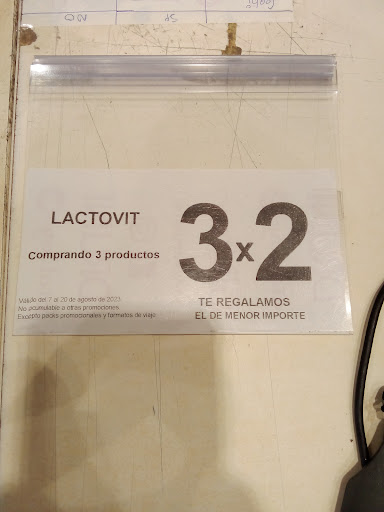 LACTOVIT
Comprando 3 productos
3x2
TE REGALAMOS
EL DE MENOR IMPORTE
Valido del 7 al 20 de agosto de 2023
No acumulable a otras promociones.
Excepto packs promocionales y formatos de viaje